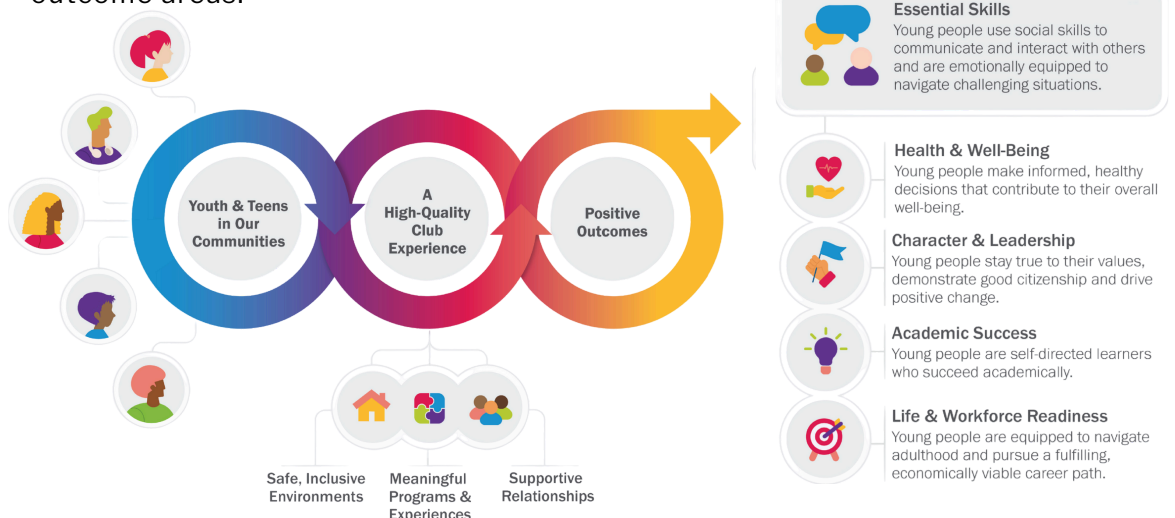 outcome areas.
Youth & Teens
in Our
Communities
A
High-Quality
Club
Experience
Positive
Outcomes
Safe, Inclusive
Environments
Meaningful
Programs &
Experiences
Supportive
Relationships
Essential Skills
Young people use social skills to
communicate and interact with others
and are emotionally equipped to
navigate challenging situations.
Health & Well-Being
Young people make informed, healthy
decisions that contribute to their overall
well-being.
Character & Leadership
Young people stay true to their values,
demonstrate good citizenship and drive
positive change.
Academic Success
Young people are self-directed learners
who succeed academically.
Life & Workforce Readiness
Young people are equipped to navigate
adulthood and pursue a fulfilling,
economically viable career path.